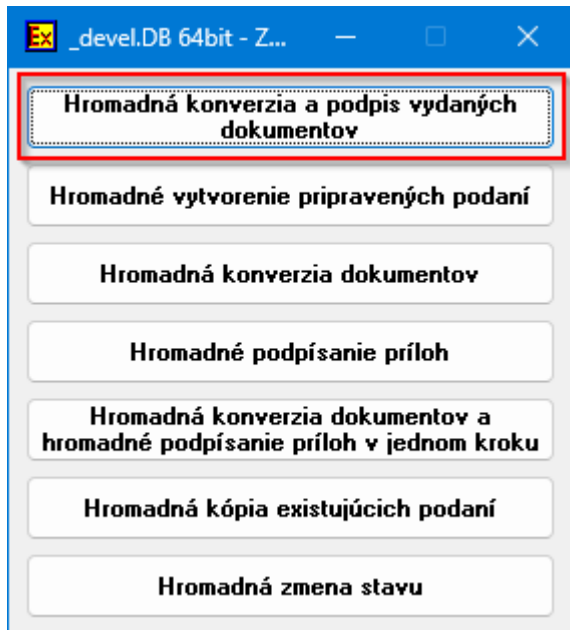 Ex _devel.DB 64bit - Z...
Hromadná konverzia a podpis vydaných
dokumentov
Hromadné vytvorenie pripravených podaní
Hromadná konverzia dokumentov
Hromadné podpísanie príloh
Hromadná konverzia dokumentov a
hromadné podpísanie príloh v jednom kroku
Hromadná kópia existujúcich podaní
Hromadná zmena stavu